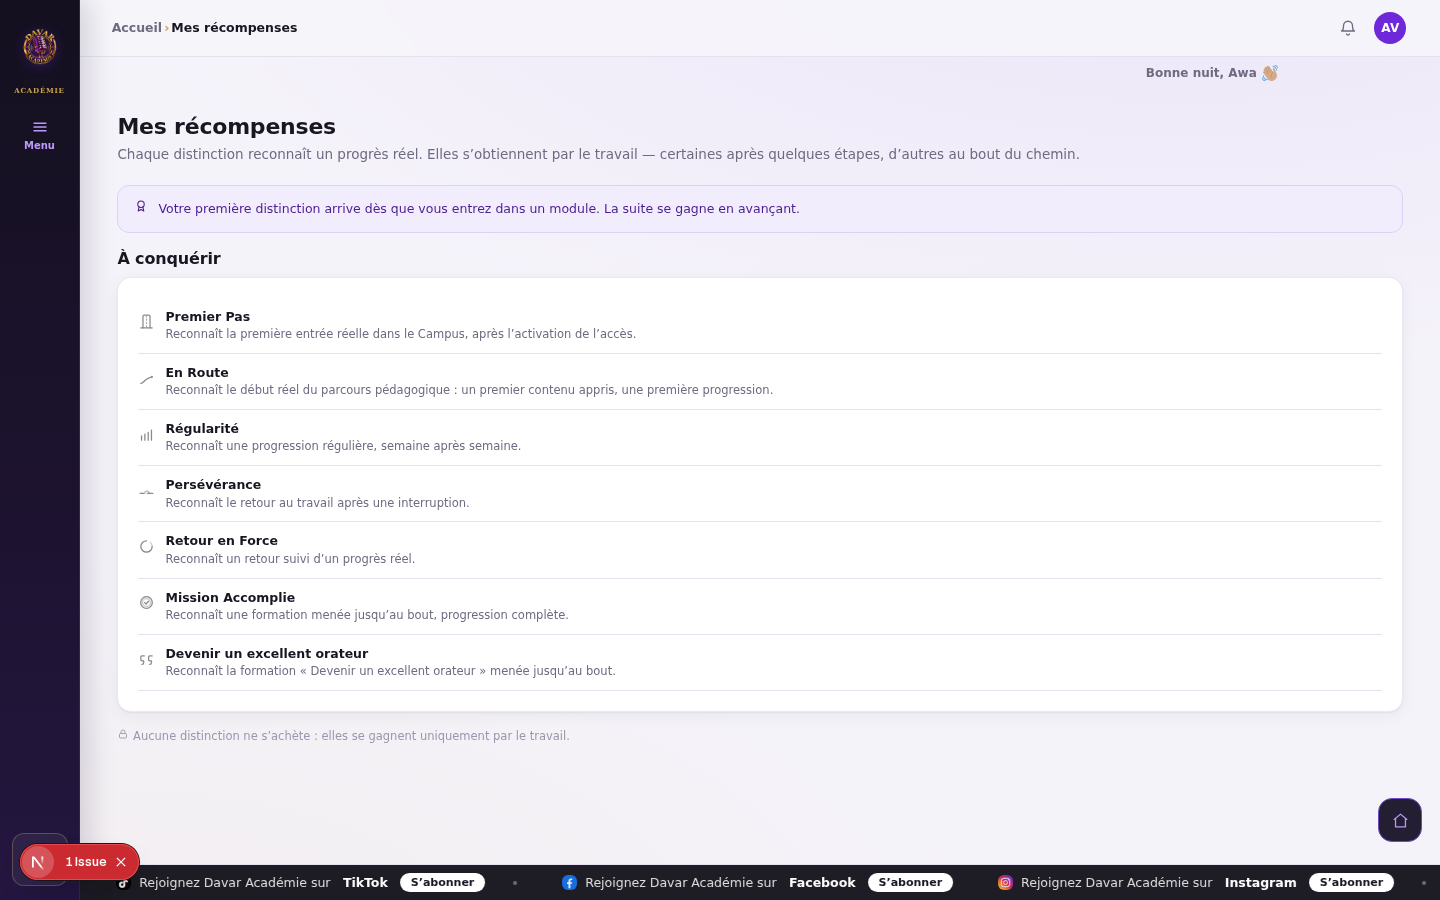 Accueil › Mes récompenses
AV
ACADÉMIE
Menu
Bonne nuit, Awa 👋🏽
Mes récompenses
Chaque distinction reconnaît un progrès réel. Elles s’obtiennent par le travail — certaines après quelques étapes, d’autres au bout du chemin.
Votre première distinction arrive dès que vous entrez dans un module. La suite se gagne en avançant.
À conquérir
Premier Pas
Reconnaît la première entrée réelle dans le Campus, après l’activation de l’accès.
En Route
Reconnaît le début réel du parcours pédagogique : un premier contenu appris, une première progression.
Régularité
Reconnaît une progression régulière, semaine après semaine.
Persévérance
Reconnaît le retour au travail après une interruption.
Retour en Force
Reconnaît un retour suivi d’un progrès réel.
Mission Accomplie
Reconnaît une formation menée jusqu’au bout, progression complète.
Devenir un excellent orateur
Reconnaît la formation « Devenir un excellent orateur » menée jusqu’au bout.
Aucune distinction ne s’achète : elles se gagnent uniquement par le travail.
1 Issue
Rejoignez Davar Académie sur TikTok S’abonner • Rejoignez Davar Académie sur Facebook S’abonner Rejoignez Davar Académie sur Instagram S’abonner •